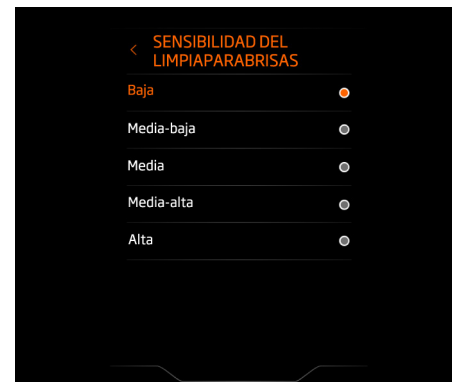 SENSIBILIDAD DEL
LIMPIAPARABRISAS
Baja
Media-baja
Media
Media-alta
Alta